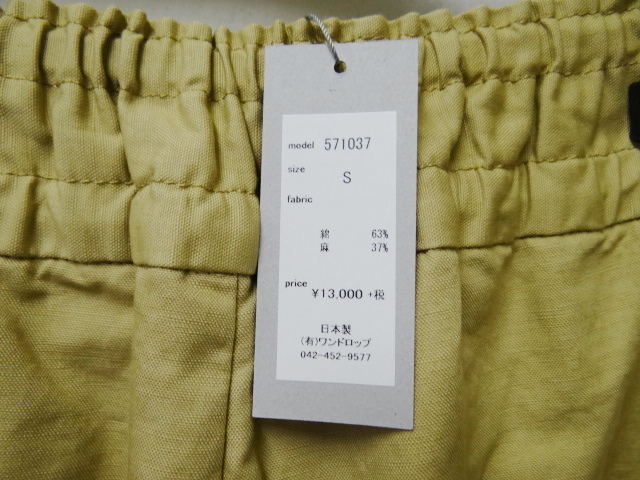 model 571037
size S
fabric
綿 63%
麻 37%
price ¥13,000 +税
日本製
(有)ワンドロップ
042-452-9577